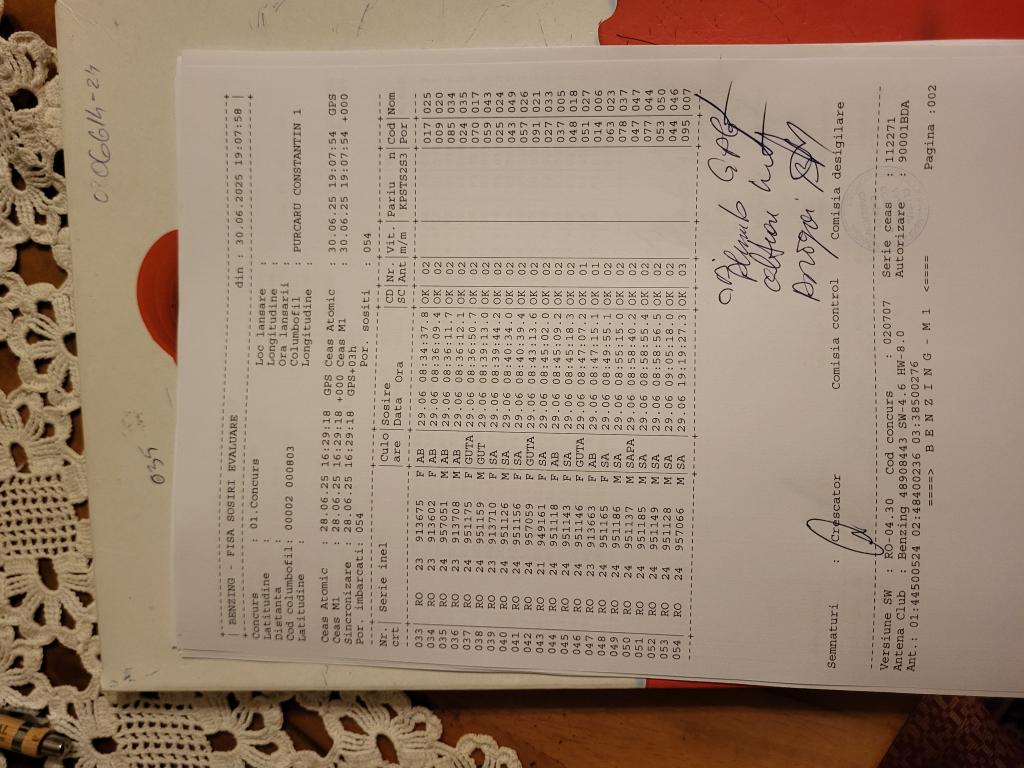 0106614-24
035
BENZING - FISA SOSIRI EVALUARE din : 30.06.2025 19:07:58
Concurs : 01.Concurs Loc lansare :
Latitudine : Longitudine :
Distanta : Ora lansarii :
Cod columbofil: 00002 000803 Columbofil : PURCARU CONSTANTIN 1
Latitudine : Longitudine :
Ceas Atomic : 28.06.25 16:29:18 GPS Ceas Atomic : 30.06.25 19:07:54 GPS
Ceas M1 : 28.06.25 16:29:18 +000 Ceas M1 : 30.06.25 19:07:54 +000
Sincronizare : 28.06.25 16:29:18 GPS+03h
Por. imbarcati: 054 Por. sositi : 054
Nr. Serie inel Culo Sosire CD Nr. Vit. Pariu n Cod Nom
crt are Data Ora SC Ant m/m KPSTS2S3 Por
033 RO 23 913675 F AB 29.06 08:34:37.8 OK 02 017 025
034 RO 23 913602 F AB 29.06 08:36:09.4 OK 02 009 020
035 RO 24 957051 M AB 29.06 08:36:11.7 OK 02 085 034
036 RO 23 913708 M AB 29.06 08:36:12.1 OK 02 024 035
037 RO 24 951175 F GUTA 29.06 08:36:50.7 OK 02 020 017
038 RO 24 951159 M GUT 29.06 08:39:13.0 OK 02 059 043
039 RO 23 913710 F SA 29.06 08:39:44.2 OK 02 025 024
040 RO 24 951126 M SA 29.06 08:40:34.0 OK 02 043 049
041 RO 24 951156 F SA 29.06 08:40:39.4 OK 02 057 026
042 RO 24 957059 F GUTA 29.06 08:43:13.6 OK 02 091 021
043 RO 21 949161 F SA 29.06 08:45:02.0 OK 02 027 033
044 RO 24 951118 F AB 29.06 08:45:09.2 OK 02 037 005
045 RO 24 951143 F SA 29.06 08:45:18.3 OK 02 048 018
046 RO 24 951146 F GUTA 29.06 08:47:07.2 OK 01 051 027
047 RO 23 913663 F AB 29.06 08:47:15.1 OK 01 014 006
048 RO 24 951165 F SA 29.06 08:49:55.1 OK 02 063 023
049 RO 24 951186 M SA 29.06 08:55:15.0 OK 02 078 037
050 RO 24 951137 M SAPA 29.06 08:58:40.2 OK 02 047 047
051 RO 24 951185 M SA 29.06 08:58:55.4 OK 02 077 044
052 RO 24 951149 M SA 29.06 08:58:58.5 OK 02 053 050
053 RO 24 951128 M SA 29.06 09:05:18.0 OK 02 044 046
054 RO 24 957066 M SA 29.06 19:19:27.3 OK 03 095 007
Semnaturi : Crescator Comisia control Comisia desigilare
Versiune SW : RO-04.30 Cod concurs : 020707 Serie ceas : 112271
Antena Club : Benzing 48908443 SW-4.6 HW-8.0 Autorizare : 90001BDA
Ant.: 01:44500524 02:48400236 03:38500276
====> B E N Z I N G - M 1 <==== Pagina :002